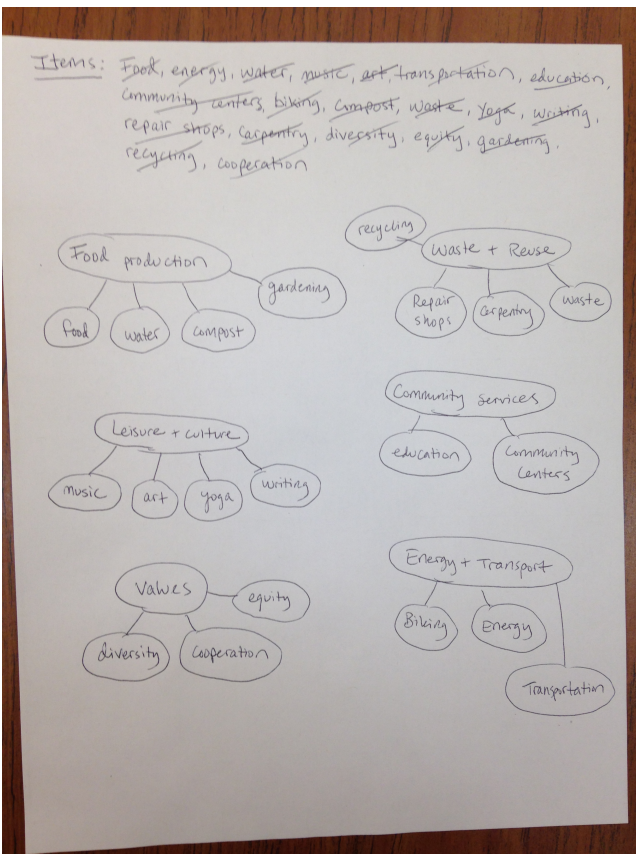 Items: Food, energy, water, music, art, transportation, education,
community centers, biking, compost, waste, yoga, writing,
repair shops, carpentry, diversity, equity, gardening,
recycling, cooperation
Food production
gardening
food
water
compost
recycling
Waste + Reuse
Repair
shops
carpentry
waste
Leisure + culture
music
art
yoga
writing
Community services
education
Community
Centers
Values
equity
diversity
Cooperation
Energy + Transport
Biking
Energy
Transportation